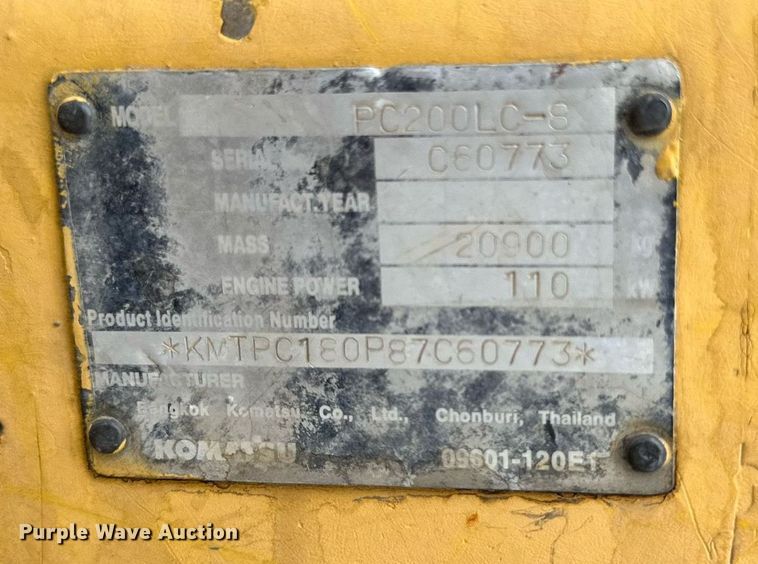 MODEL PC200LC-8
SERIAL C60773
MANUFACT.YEAR
MASS 20900 KG
ENGINE POWER 110 KW
Product Identification Number
*KMTPC180P87C60773*
MANUFACTURER
Bangkok Komatsu Co., Ltd., Chonburi, Thailand
KOMATSU 09601-120E1
Purple Wave Auction